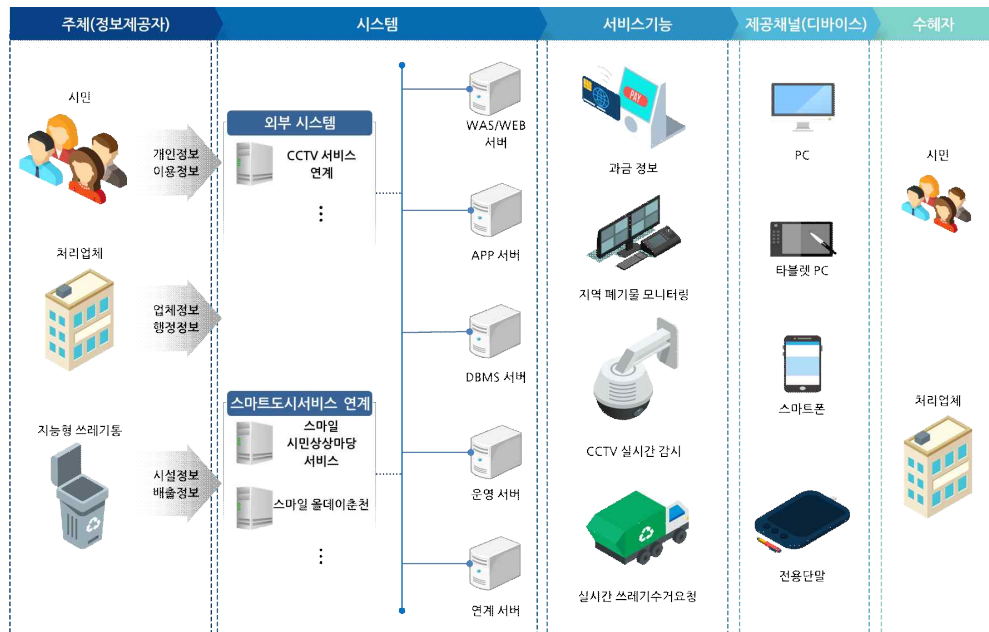 주체(정보제공자)
시스템
서비스기능
제공채널(디바이스)
수혜자
시민
개인정보
이용정보
처리업체
업체정보
행정정보
지능형 쓰레기통
시설정보
배출정보
외부 시스템
CCTV 서비스
연계
스마트도시서비스 연계
스마일
시민상상마당
서비스
스마일 올데이춘천
WAS/WEB
서버
APP 서버
DBMS 서버
운영 서버
연계 서버
PAY
과금 정보
지역 폐기물 모니터링
CCTV 실시간 감시
실시간 쓰레기수거요청
PC
타블렛 PC
스마트폰
전용단말
시민
처리업체